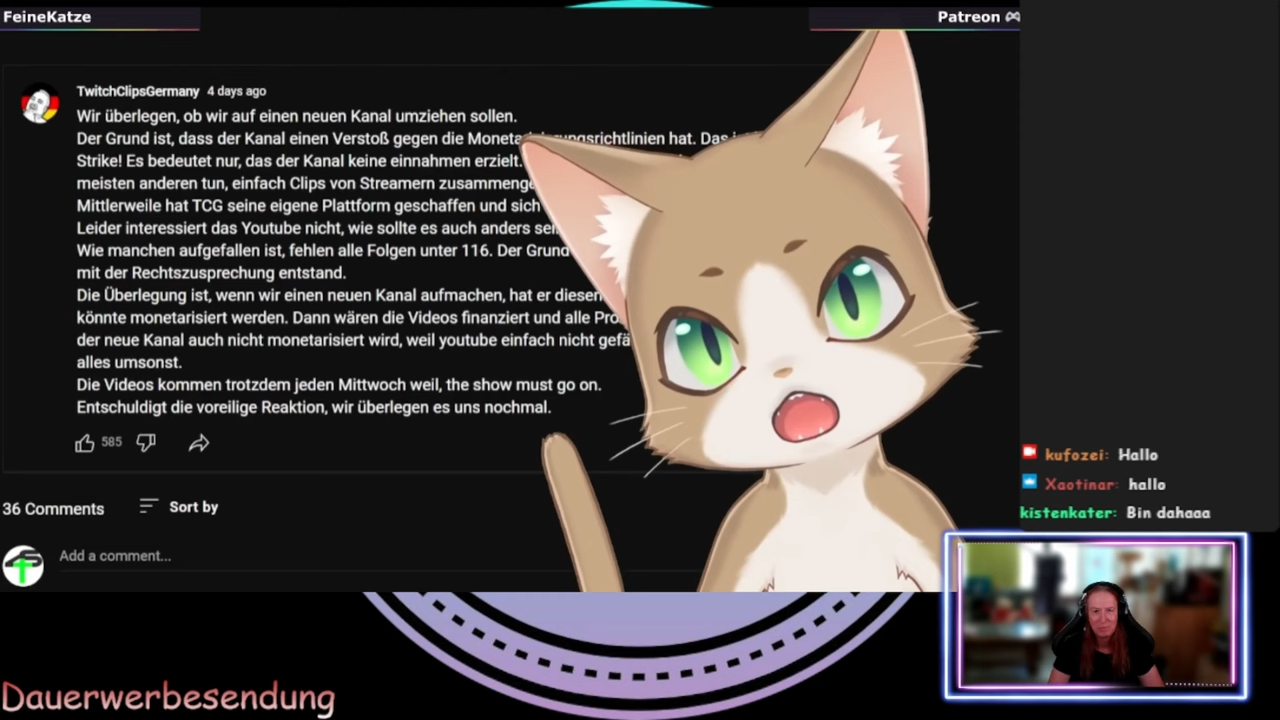 FeineKatze
Patreon
TwitchClipsGermany 4 days ago
Wir überlegen, ob wir auf einen neuen Kanal umziehen sollen.
Der Grund ist, dass der Kanal einen Verstoß gegen die Monetarisierungsrichtlinien hat. Das
Strike! Es bedeutet nur, das der Kanal keine einnahmen erzielt.
meisten anderen tun, einfach Clips von Streamern
Mittlerweile hat TCG seine eigene Plattform geschaffen und sich
Leider interessiert das Youtube nicht, wie sollte es auch anders
Wie manchen aufgefallen ist, fehlen alle Folgen unter 116. Der Grund
mit der Rechtszusprechung entstand.
Die Überlegung ist, wenn wir einen neuen Kanal aufmachen, hat er
könnte monetarisiert werden. Dann wären die Videos finanziert und alle
der neue Kanal auch nicht monetarisiert wird, weil youtube einfach nicht
alles umsonst.
Die Videos kommen trotzdem jeden Mittwoch weil, the show must go on.
Entschuldigt die voreilige Reaktion, wir überlegen es uns nochmal.
585
36 Comments Sort by
Add a comment...
kufozei: Hallo
Xaotinar: hallo
kistenkater: Bin dahaaa
Dauerwerbesendung